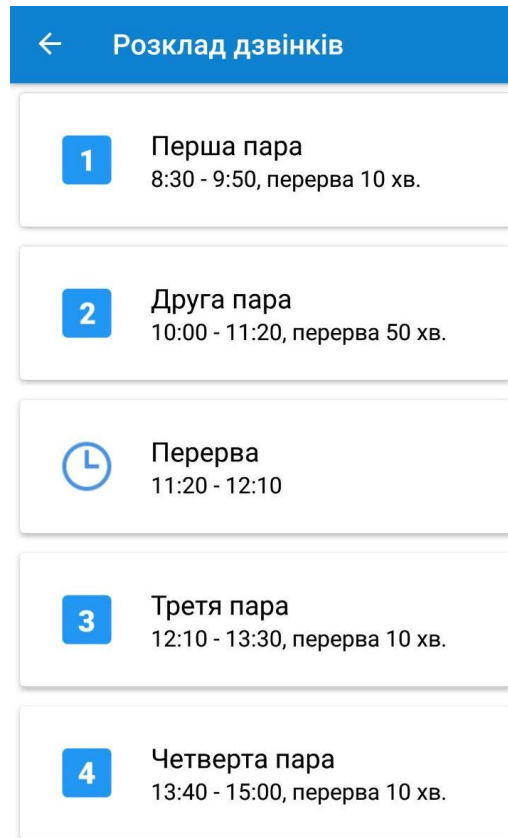 Розклад дзвінків
1
Перша пара
8:30 - 9:50, перерва 10 хв.
2
Друга пара
10:00 - 11:20, перерва 50 хв.
Перерва
11:20 - 12:10
3
Третя пара
12:10 - 13:30, перерва 10 хв.
4
Четверта пара
13:40 - 15:00, перерва 10 хв.